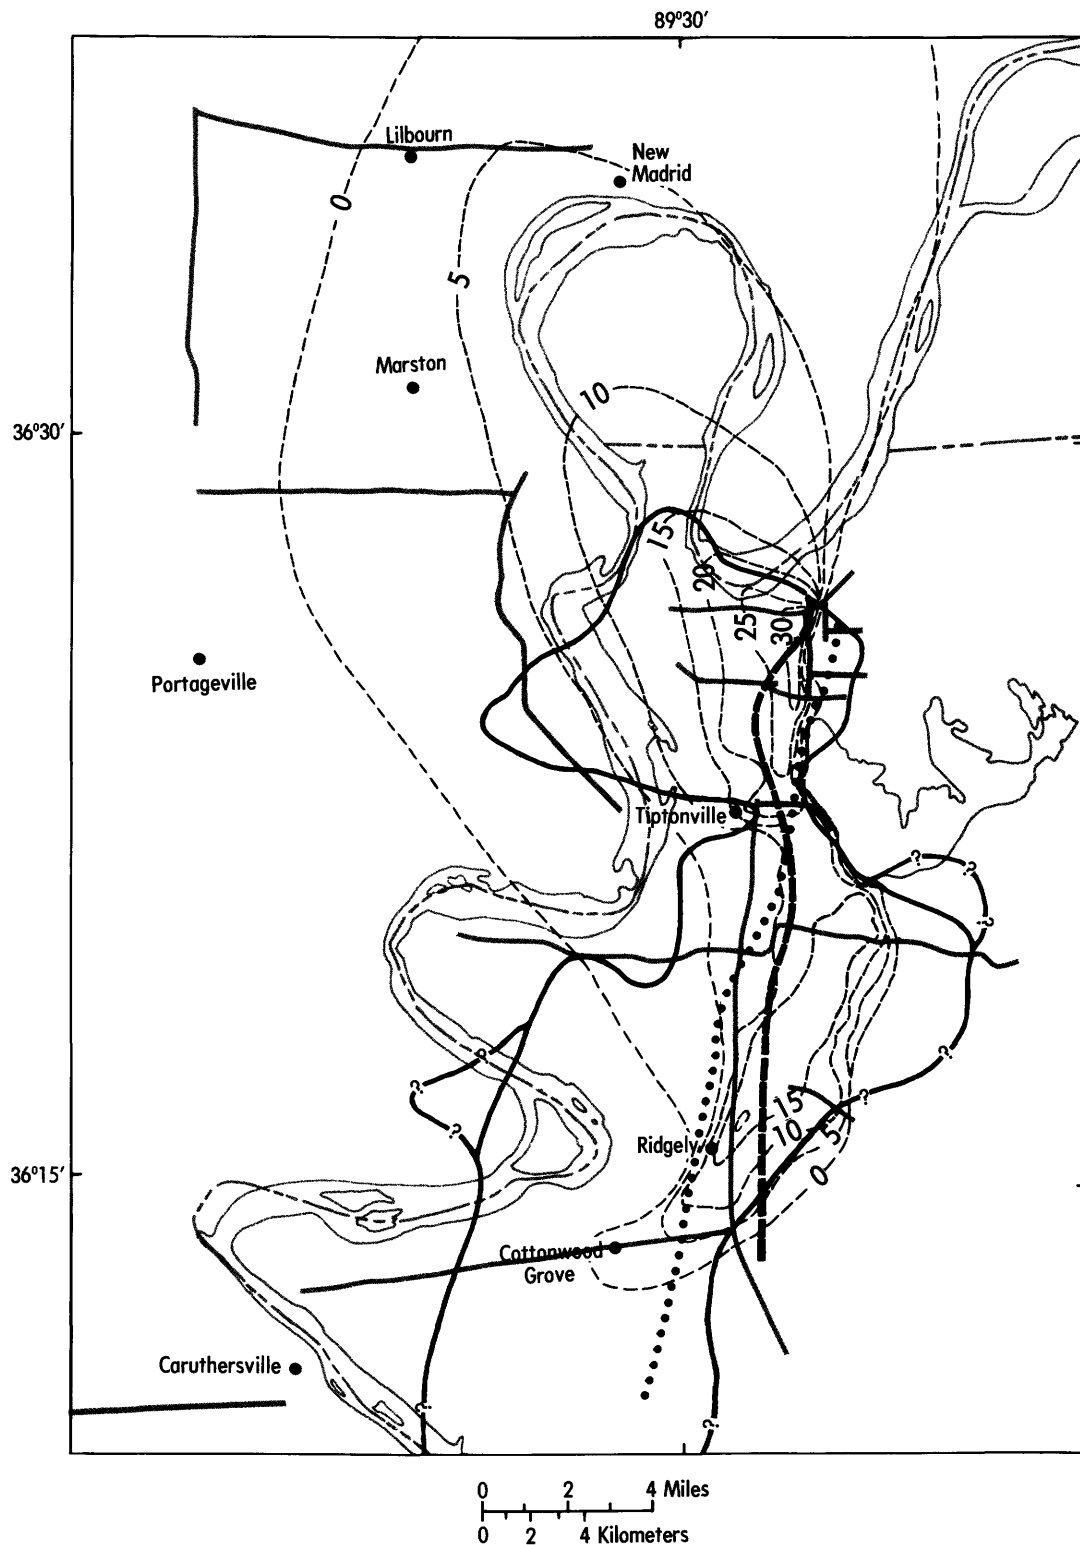 89°30′
Lilbourn
New
Madrid
0
5
Marston
10
36°30′
15
20
25
30
Portageville
Tiptonville
?
?
?
?
?
?
?
?
15
10
5
5
Ridgely
36°15′
0
Cottonwood
Grove
Caruthersville
?
?
0 2 4 Miles
0 2 4 Kilometers